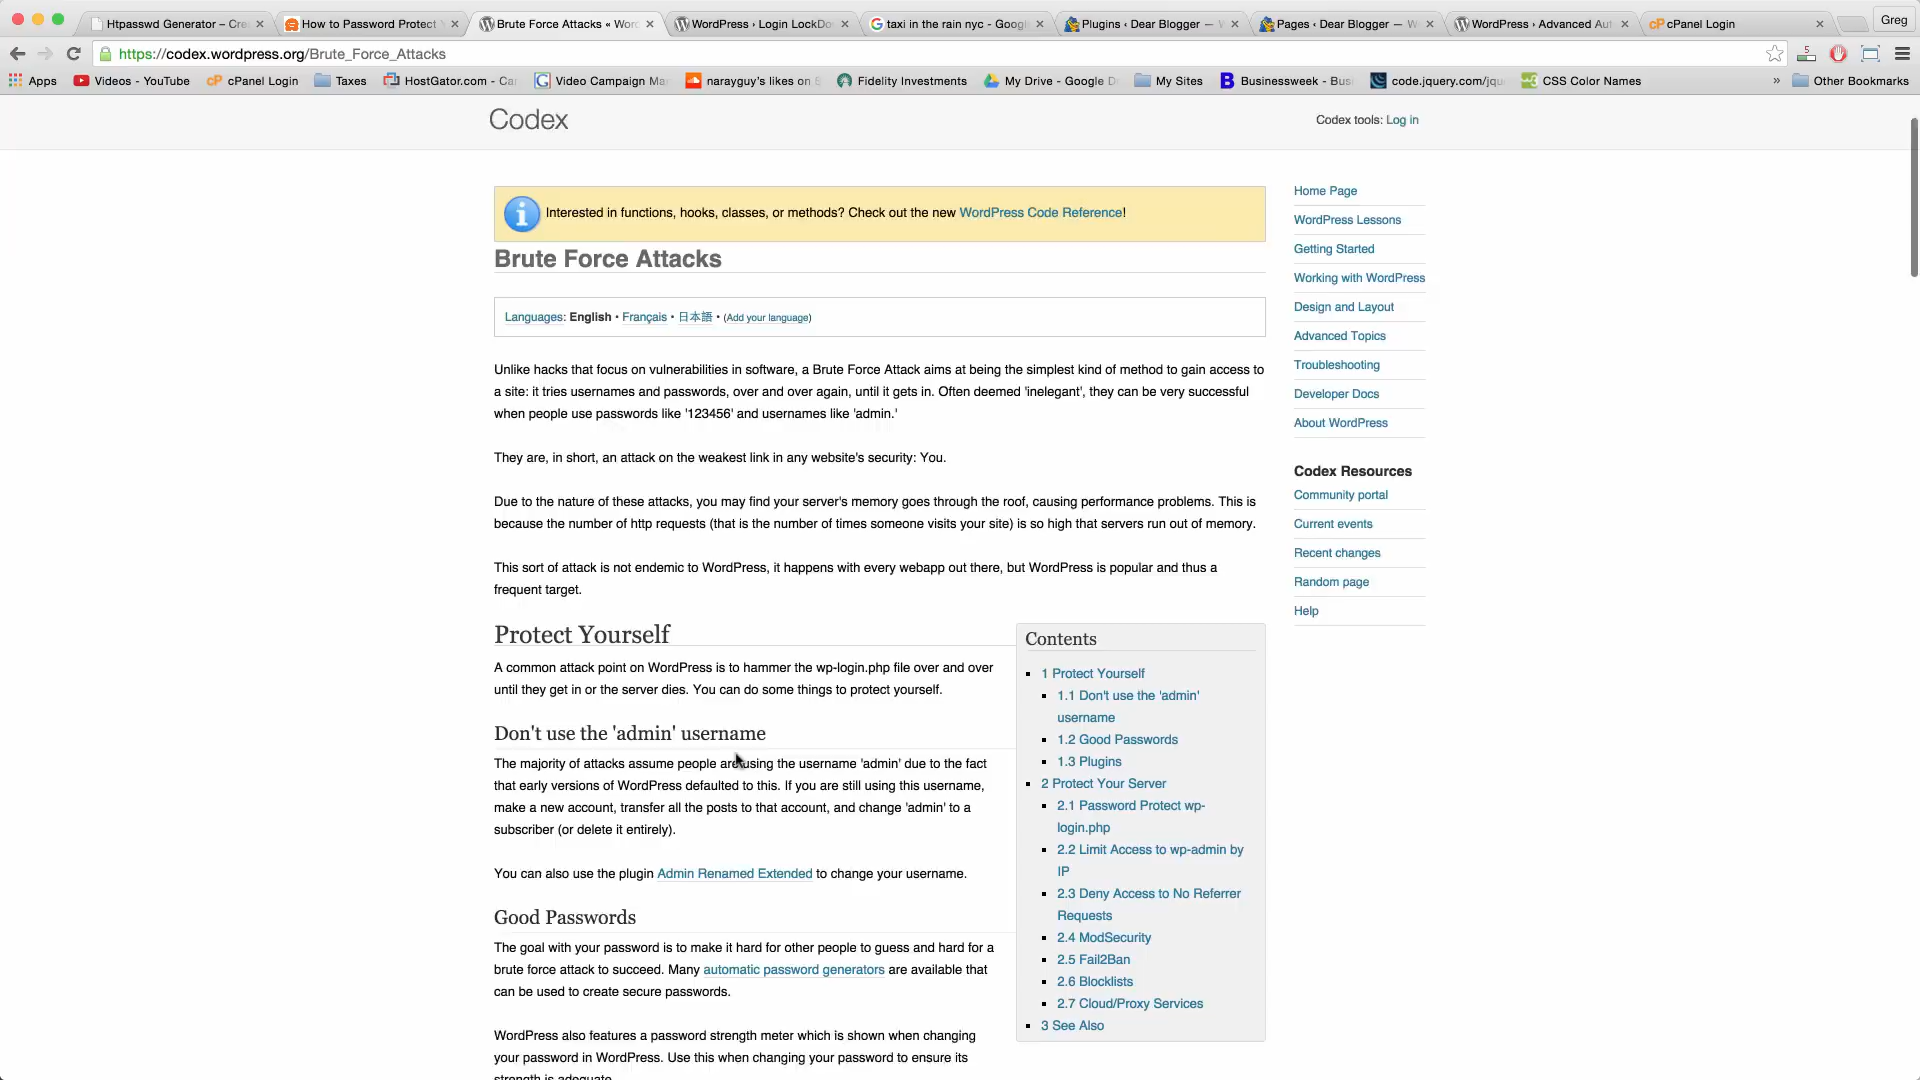 Htpasswd Generator – Cre
How to Password Protect
Brute Force Attacks « Wor
WordPress › Login LockDo
taxi in the rain nyc - Goog
Plugins ‹ Dear Blogger — W
Pages ‹ Dear Blogger — W
WordPress › Advanced Aut
cPanel Login
Greg
https://codex.wordpress.org/Brute_Force_Attacks
5
Apps
Videos - YouTube
cPanel Login
Taxes
HostGator.com - Ca
Video Campaign Ma
narayguy's likes on S
Fidelity Investments
My Drive - Google D
My Sites
Businessweek - Bus
code.jquery.com/jqu
CSS Color Names
»
Other Bookmarks
Codex
Codex tools: Log in
Interested in functions, hooks, classes, or methods? Check out the new WordPress Code Reference!
Brute Force Attacks
Languages: English • Français • 日本語 • (Add your language)
Unlike hacks that focus on vulnerabilities in software, a Brute Force Attack aims at being the simplest kind of method to gain access to
a site: it tries usernames and passwords, over and over again, until it gets in. Often deemed 'inelegant', they can be very successful
when people use passwords like '123456' and usernames like 'admin.'
They are, in short, an attack on the weakest link in any website's security: You.
Due to the nature of these attacks, you may find your server's memory goes through the roof, causing performance problems. This is
because the number of http requests (that is the number of times someone visits your site) is so high that servers run out of memory.
This sort of attack is not endemic to WordPress, it happens with every webapp out there, but WordPress is popular and thus a
frequent target.
Protect Yourself
A common attack point on WordPress is to hammer the wp-login.php file over and over
until they get in or the server dies. You can do some things to protect yourself.
Don't use the 'admin' username
The majority of attacks assume people are using the username 'admin' due to the fact
that early versions of WordPress defaulted to this. If you are still using this username,
make a new account, transfer all the posts to that account, and change 'admin' to a
subscriber (or delete it entirely).
You can also use the plugin Admin Renamed Extended to change your username.
Good Passwords
The goal with your password is to make it hard for other people to guess and hard for a
brute force attack to succeed. Many automatic password generators are available that
can be used to create secure passwords.
WordPress also features a password strength meter which is shown when changing
your password in WordPress. Use this when changing your password to ensure its
strength is adequate.
Contents
1 Protect Yourself
1.1 Don't use the 'admin'
username
1.2 Good Passwords
1.3 Plugins
2 Protect Your Server
2.1 Password Protect wp-
login.php
2.2 Limit Access to wp-admin by
IP
2.3 Deny Access to No Referrer
Requests
2.4 ModSecurity
2.5 Fail2Ban
2.6 Blocklists
2.7 Cloud/Proxy Services
3 See Also
Home Page
WordPress Lessons
Getting Started
Working with WordPress
Design and Layout
Advanced Topics
Troubleshooting
Developer Docs
About WordPress
Codex Resources
Community portal
Current events
Recent changes
Random page
Help